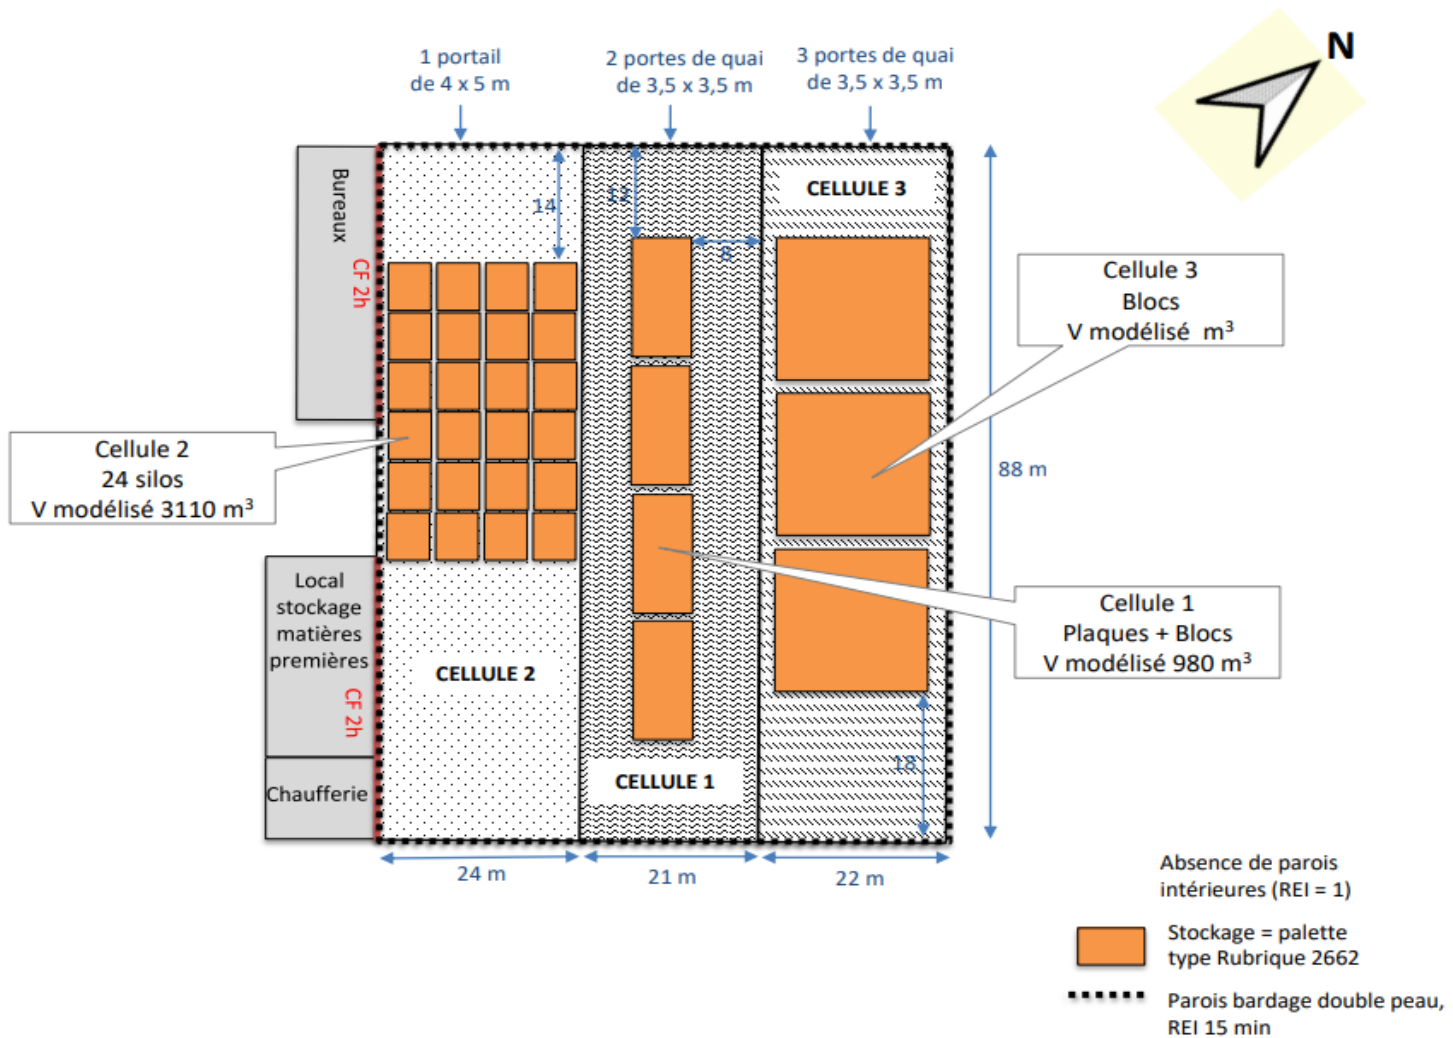 1 portail
de 4 x 5 m
2 portes de quai
de 3,5 x 3,5 m
3 portes de quai
de 3,5 x 3,5 m
N
Bureaux
CF 2h
14
12
8
CELLULE 3
Cellule 3
Blocs
V modélisé  m³
Cellule 2
24 silos
V modélisé 3110 m³
88 m
Local
stockage
matières
premières
CF 2h
Chaufferie
CELLULE 2
CELLULE 1
Cellule 1
Plaques + Blocs
V modélisé 980 m³
18
24 m
21 m
22 m
Absence de parois
intérieures (REI = 1)
Stockage = palette
type Rubrique 2662
Parois bardage double peau,
REI 15 min